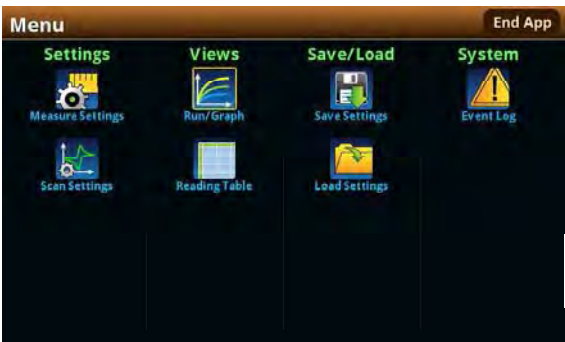 Menu
End App
Settings
Views
Save/Load
System
Measure Settings
Run/Graph
Save Settings
Event Log
Scan Settings
Reading Table
Load Settings